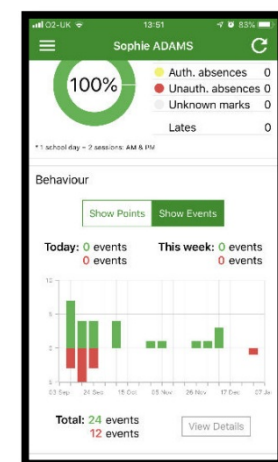 O2-UK 13:51 83%
Sophie ADAMS
100%
Auth. absences 0
Unauth. absences 0
Unknown marks 0
Lates 0
* 1 school day = 2 sessions: AM & PM
Behaviour
Show Points Show Events
Today: 0 events This week: 0 events
0 events 0 events
03 Sep 24 Sep 15 Oct 05 Nov 26 Nov 17 Dec 07 Ja
Total: 24 events
12 events
View Details